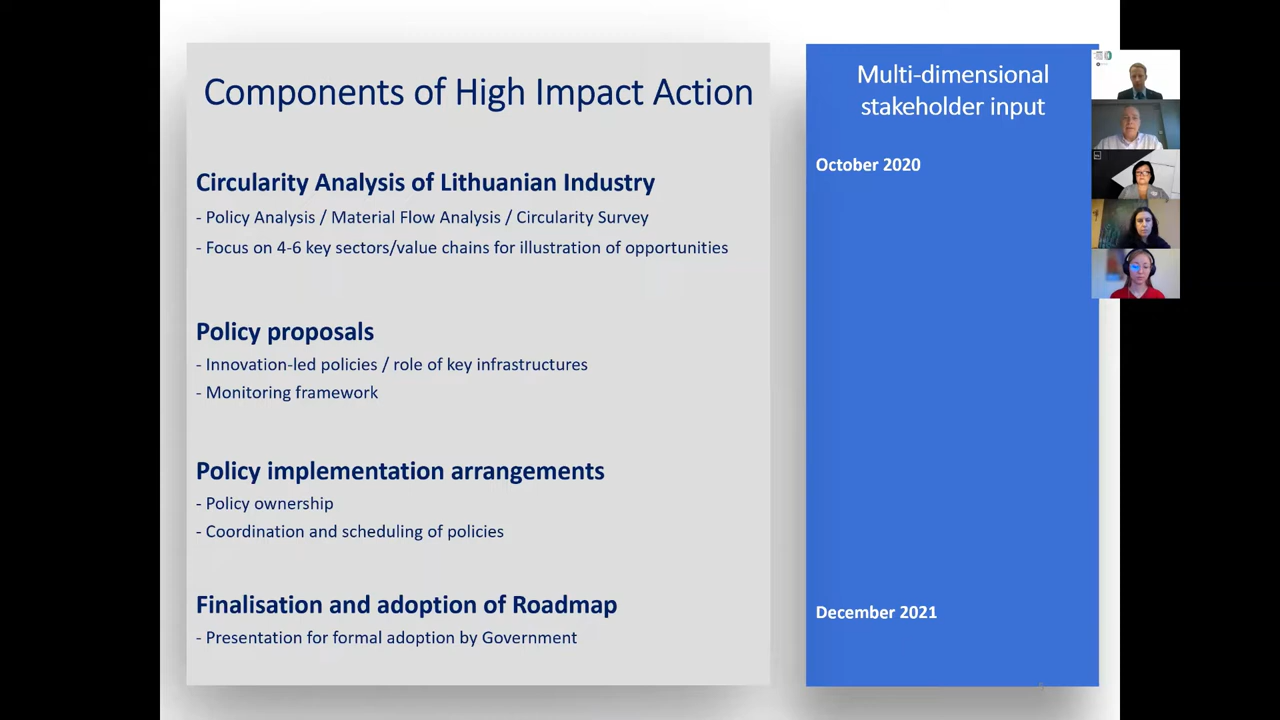 Components of High Impact Action
Circularity Analysis of Lithuanian Industry
- Policy Analysis / Material Flow Analysis / Circularity Survey
- Focus on 4-6 key sectors/value chains for illustration of opportunities
Policy proposals
- Innovation-led policies / role of key infrastructures
- Monitoring framework
Policy implementation arrangements
- Policy ownership
- Coordination and scheduling of policies
Finalisation and adoption of Roadmap
- Presentation for formal adoption by Government
Multi-dimensional
stakeholder input
October 2020
December 2021